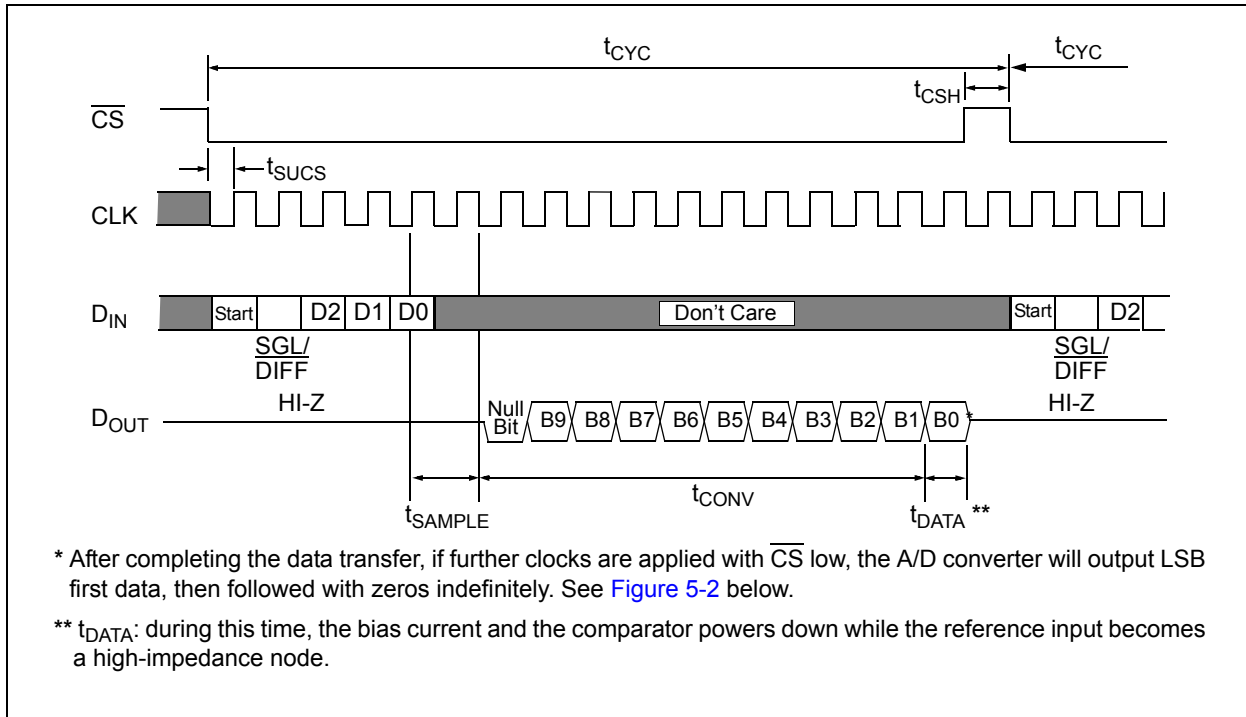 tCYC
tCYC
tCSH
CS
tSUCS
CLK
DIN
Start
D2
D1
D0
Don't Care
Start
D2
SGL/
DIFF
SGL/
DIFF
HI-Z
HI-Z
DOUT
Null
Bit
B9
B8
B7
B6
B5
B4
B3
B2
B1
B0
*
tSAMPLE
tCONV
tDATA **
* After completing the data transfer, if further clocks are applied with CS low, the A/D converter will output LSB
first data, then followed with zeros indefinitely. See Figure 5-2 below.
** tDATA: during this time, the bias current and the comparator powers down while the reference input becomes
a high-impedance node.